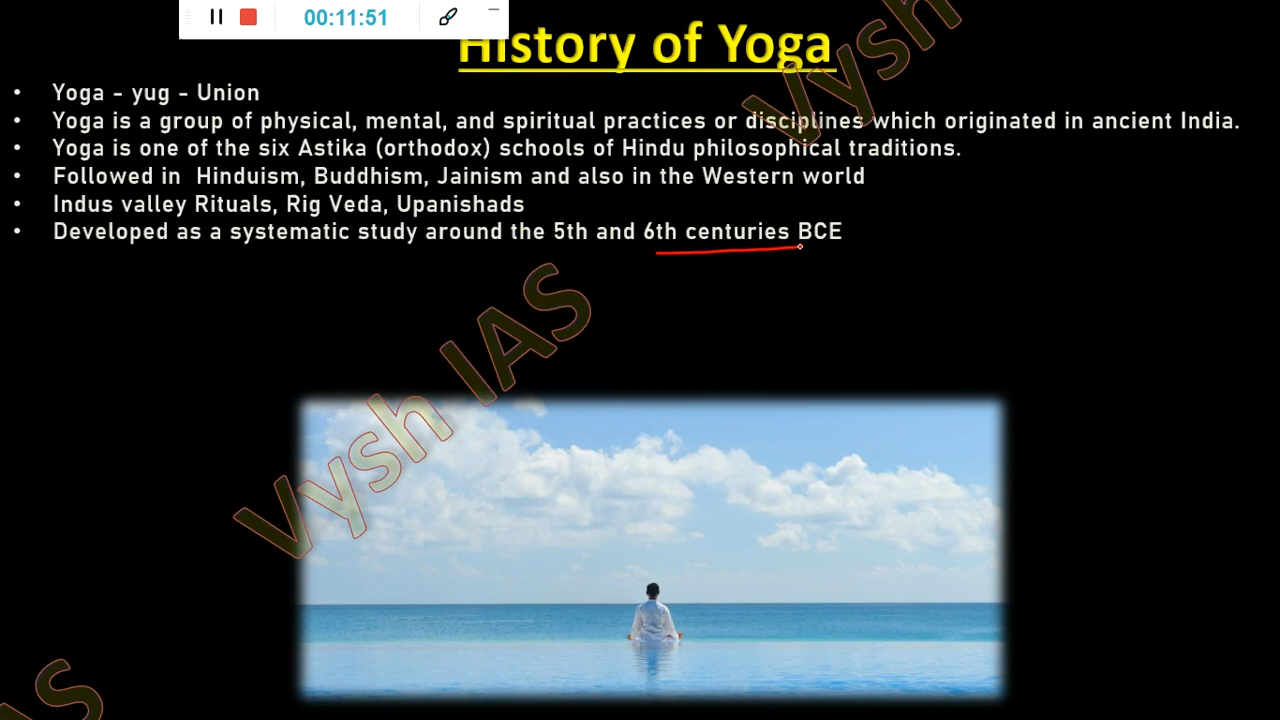 00:11:51
History of Yoga
• Yoga - yug - Union
• Yoga is a group of physical, mental, and spiritual practices or disciplines which originated in ancient India.
• Yoga is one of the six Astika (orthodox) schools of Hindu philosophical traditions.
• Followed in Hinduism, Buddhism, Jainism and also in the Western world
• Indus valley Rituals, Rig Veda, Upanishads
• Developed as a systematic study around the 5th and 6th centuries BCE
Vysh
Vysh IAS
AS